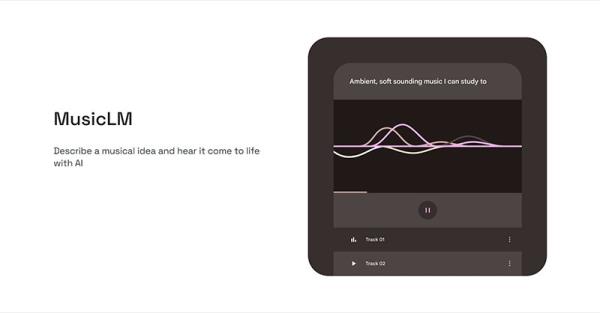 MusicLM
Describe a musical idea and hear it come to life
with AI
Ambient, soft sounding music I can study to
Track 01
Track 02